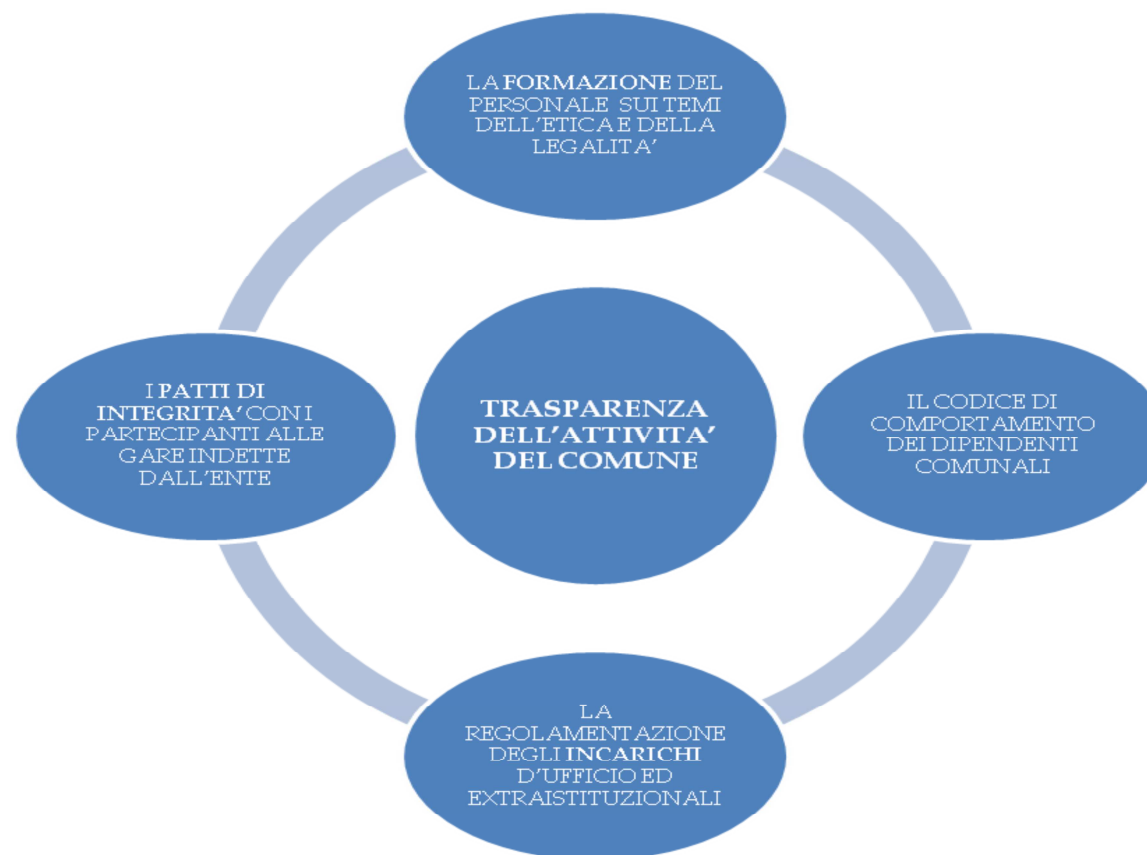 LA FORMAZIONE DEL
PERSONALE SUI TEMI
DELL'ETICA E DELLA
LEGALITA'
I PATTI DI
INTEGRITA' CON I
PARTECIPANTI ALLE
GARE INDETTE
DALL'ENTE
TRASPARENZA
DELL'ATTIVITA'
DEL COMUNE
IL CODICE DI
COMPORTAMENTO
DEI DIPENDENTI
COMUNALI
LA
REGOLAMENTAZIONE
DEGLI INCARICHI
D'UFFICIO ED
EXTRAISTITUZIONALI